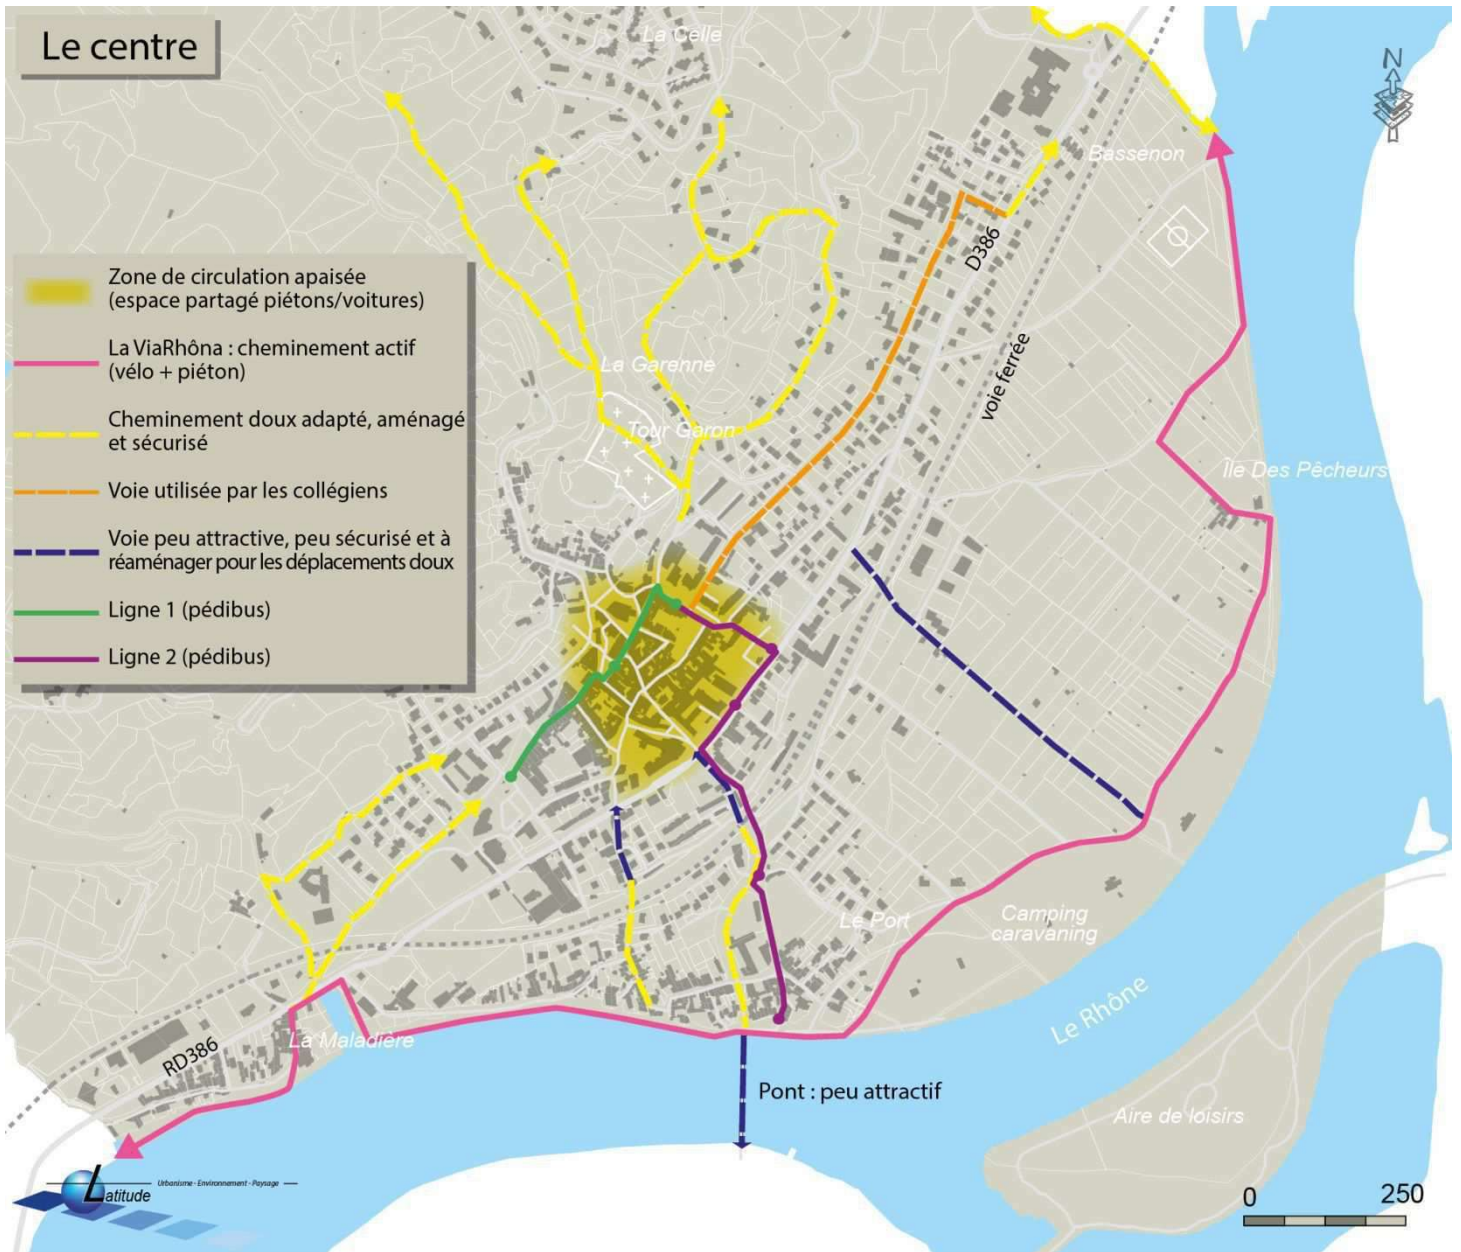 Le centre
La Celle
N
Bassenon
D386
Zone de circulation apaisée
(espace partagé piétons/voitures)
La ViaRhôna : cheminement actif
(vélo + piéton)
Cheminement doux adapté, aménagé
et sécurisé
Voie utilisée par les collégiens
Voie peu attractive, peu sécurisé et à
réaménager pour les déplacements doux
Ligne 1 (pédibus)
Ligne 2 (pédibus)
voie ferrée
La Garenne
Tour Garon
Île Des Pêcheurs
Le Port
Camping
caravaning
Le Rhône
La Maladière
RD386
Pont : peu attractif
Aire de loisirs
Latitude
Urbanisme - Environnement - Paysage
0 250